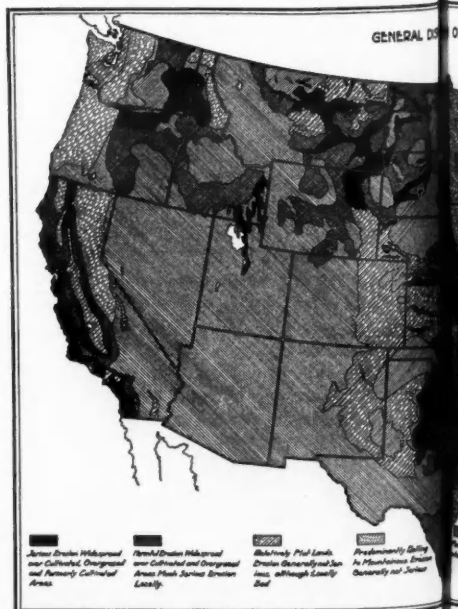 GENERAL DIS
Serious Erosion Widespread
over Cultivated, Overgrazed
and Formerly Cultivated
Areas.
Harmful Erosion Widespread
over Cultivated and Overgrazed
Areas Much Serious Erosion
Locally.
Relatively Flat Lands.
Erosion Generally not Ser-
ious, although Locally
Bad
Predominantly Rolling
to Mountainous Erosion
Generally not Serious